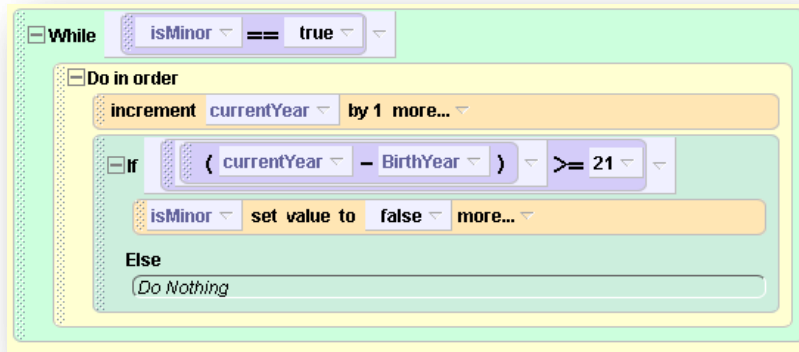 While isMinor == true
Do in order
increment currentYear by 1 more...
If ( currentYear – BirthYear ) >= 21
isMinor set value to false more...
Else
Do Nothing